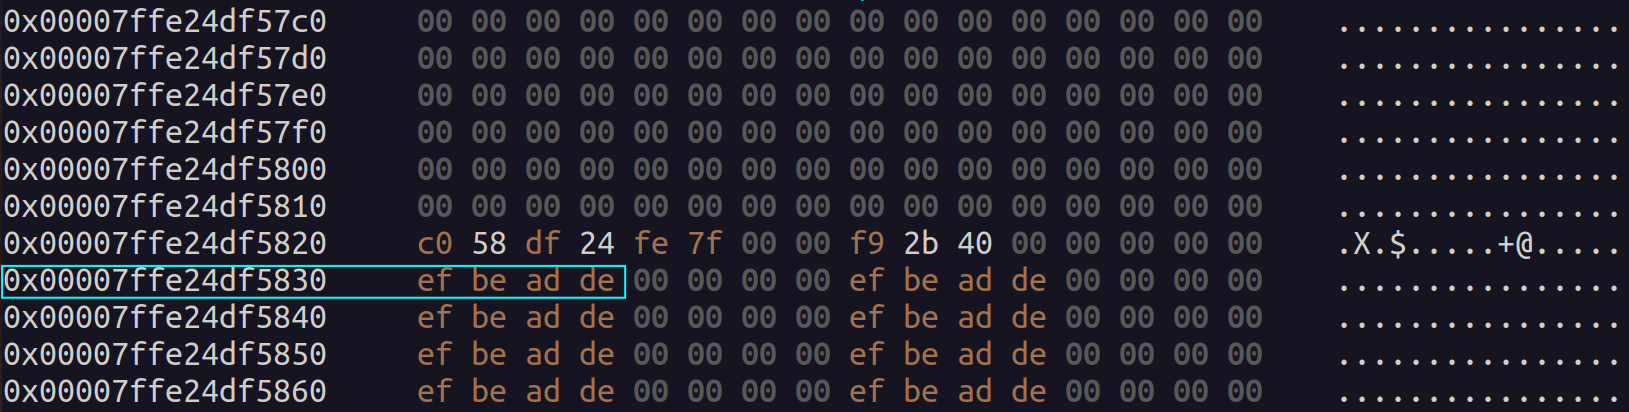 0x00007ffe24df57c0 00 00 00 00 00 00 00 00 00 00 00 00 00 00 00 00 ................
0x00007ffe24df57d0 00 00 00 00 00 00 00 00 00 00 00 00 00 00 00 00 ................
0x00007ffe24df57e0 00 00 00 00 00 00 00 00 00 00 00 00 00 00 00 00 ................
0x00007ffe24df57f0 00 00 00 00 00 00 00 00 00 00 00 00 00 00 00 00 ................
0x00007ffe24df5800 00 00 00 00 00 00 00 00 00 00 00 00 00 00 00 00 ................
0x00007ffe24df5810 00 00 00 00 00 00 00 00 00 00 00 00 00 00 00 00 ................
0x00007ffe24df5820 c0 58 df 24 fe 7f 00 00 f9 2b 40 00 00 00 00 00 .X.$.....+@.....
0x00007ffe24df5830 ef be ad de 00 00 00 00 ef be ad de 00 00 00 00 ................
0x00007ffe24df5840 ef be ad de 00 00 00 00 ef be ad de 00 00 00 00 ................
0x00007ffe24df5850 ef be ad de 00 00 00 00 ef be ad de 00 00 00 00 ................
0x00007ffe24df5860 ef be ad de 00 00 00 00 ef be ad de 00 00 00 00 ................